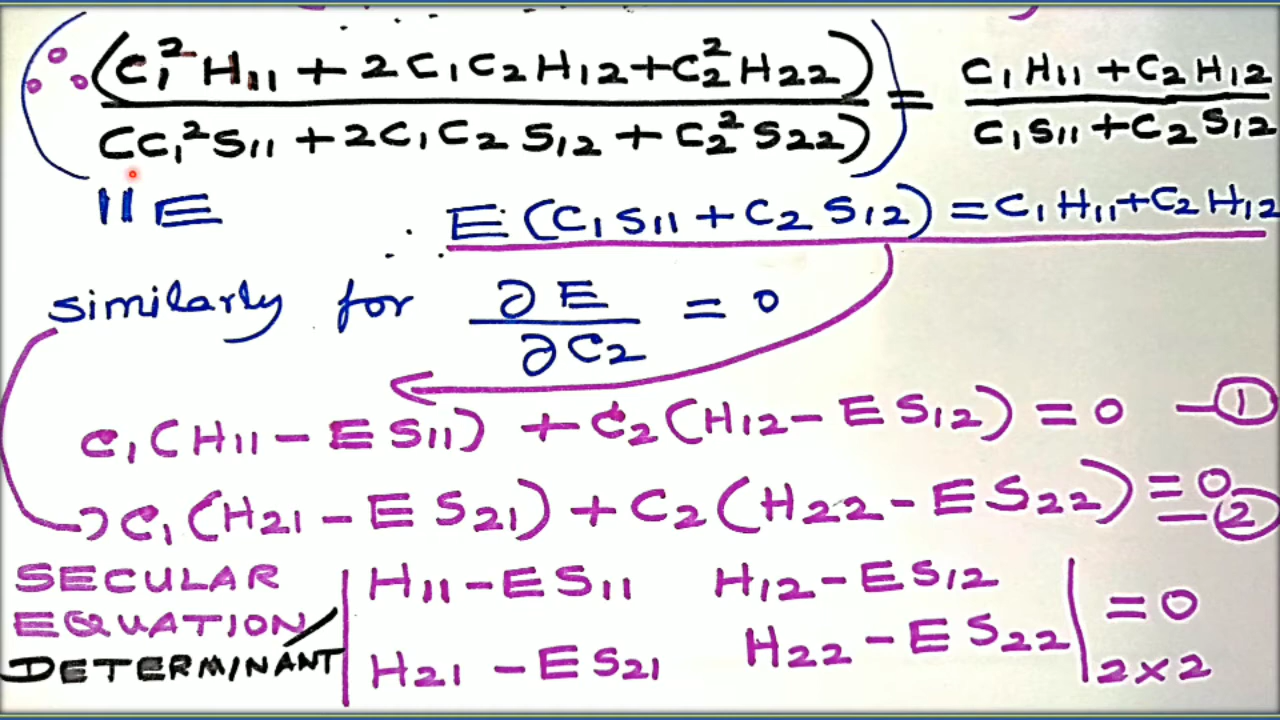 (C₁²H₁₁ + 2C₁C₂H₁₂+C₂²H₂₂) / CC₁²S₁₁ + 2C₁C₂S₁₂ + C₂²S₂₂) = C₁H₁₁+C₂H₁₂ / C₁S₁₁+C₂S₁₂
|| E
∴ E(C₁S₁₁+C₂S₁₂) = C₁H₁₁+C₂H₁₂
similarly for ∂E/∂C₂ = 0
C₁(H₁₁-ES₁₁) + C₂(H₁₂-ES₁₂) = 0 -①
C₁(H₂₁-ES₂₁) + C₂(H₂₂-ES₂₂) = 0 -②
SECULAR EQUATION/ DETERMINANT
| H₁₁-ES₁₁ H₁₂-ES₁₂ |
| H₂₁-ES₂₁ H₂₂-ES₂₂ | = 0
2×2